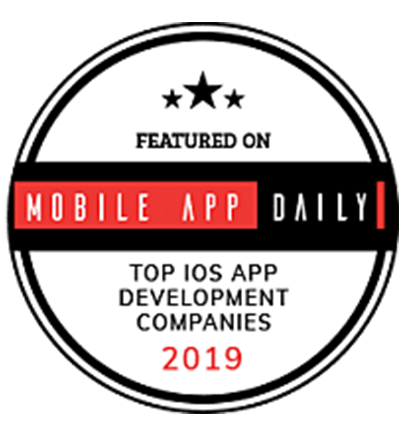 FEATURED ON
MOBILE APP DAILY
TOP IOS APP
DEVELOPMENT
COMPANIES
2019